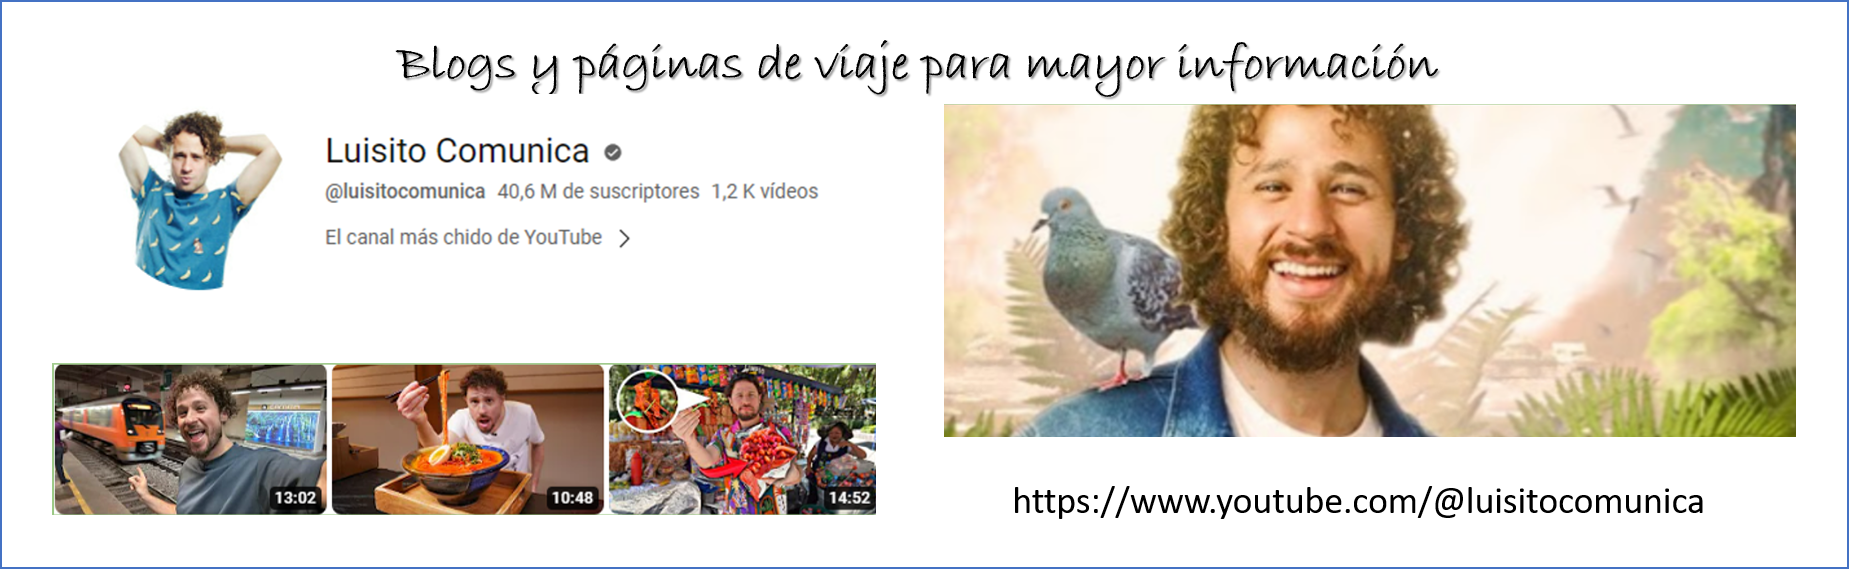 Blogs y páginas de viaje para mayor información
Luisito Comunica
@luisitocomunica 40,6 M de suscriptores 1,2 K vídeos
El canal más chido de YouTube
13:02
10:48
14:52
https://www.youtube.com/@luisitocomunica